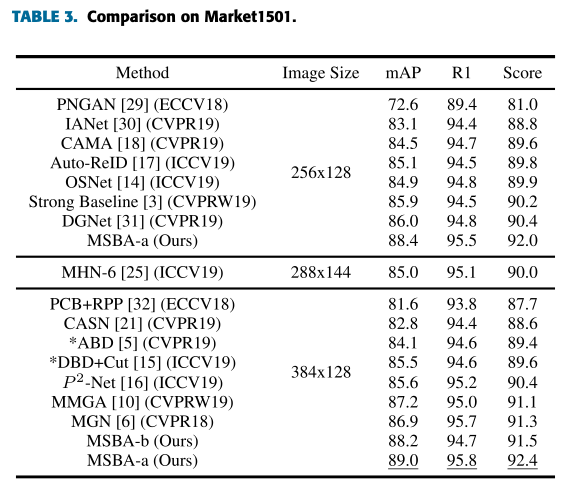 TABLE 3. Comparison on Market1501.
Method Image Size mAP R1 Score
PNGAN [29] (ECCV18) 72.6 89.4 81.0
IANet [30] (CVPR19) 83.1 94.4 88.8
CAMA [18] (CVPR19) 84.5 94.7 89.6
Auto-ReID [17] (ICCV19) 85.1 94.5 89.8
256x128
OSNet [14] (ICCV19) 84.9 94.8 89.9
Strong Baseline [3] (CVPRW19) 85.9 94.5 90.2
DGNet [31] (CVPR19) 86.0 94.8 90.4
MSBA-a (Ours) 88.4 95.5 92.0
MHN-6 [25] (ICCV19) 288x144 85.0 95.1 90.0
PCB+RPP [32] (ECCV18) 81.6 93.8 87.7
CASN [21] (CVPR19) 82.8 94.4 88.6
*ABD [5] (CVPR19) 84.1 94.6 89.4
*DBD+Cut [15] (ICCV19) 85.5 94.6 89.6
384x128
P²-Net [16] (ICCV19) 85.6 95.2 90.4
MMGA [10] (CVPRW19) 87.2 95.0 91.1
MGN [6] (CVPR18) 86.9 95.7 91.3
MSBA-b (Ours) 88.2 94.7 91.5
MSBA-a (Ours) 89.0 95.8 92.4